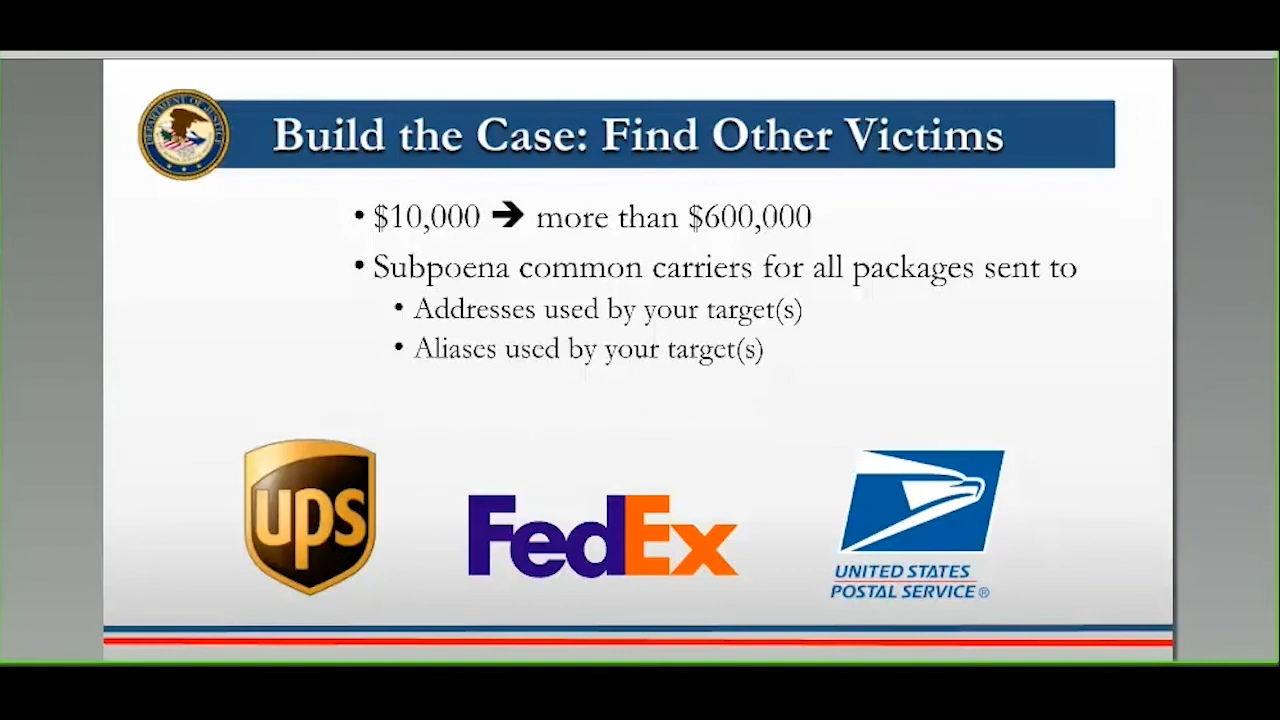 Build the Case: Find Other Victims
• $10,000 ➔ more than $600,000
• Subpoena common carriers for all packages sent to
• Addresses used by your target(s)
• Aliases used by your target(s)
ups
FedEx
UNITED STATES
POSTAL SERVICE®